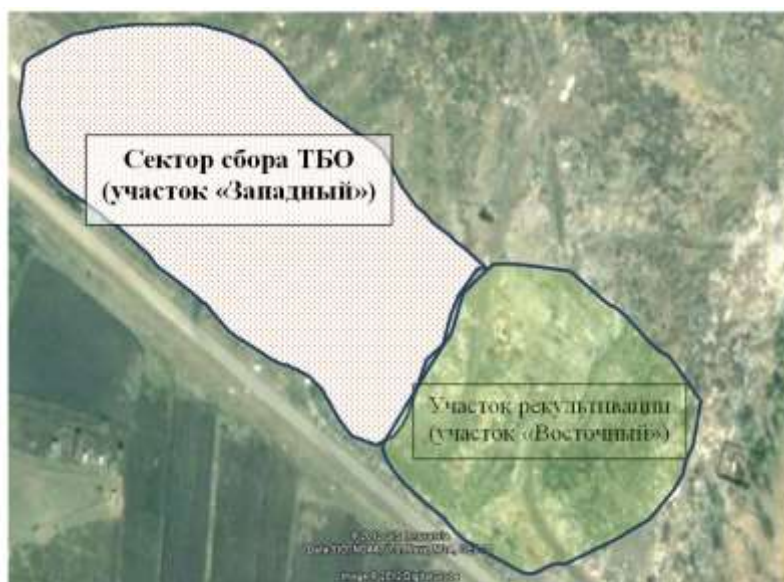 Сектор сбора ТБО
(участок «Западный»)
Участок рекультивации
(участок «Восточный»)